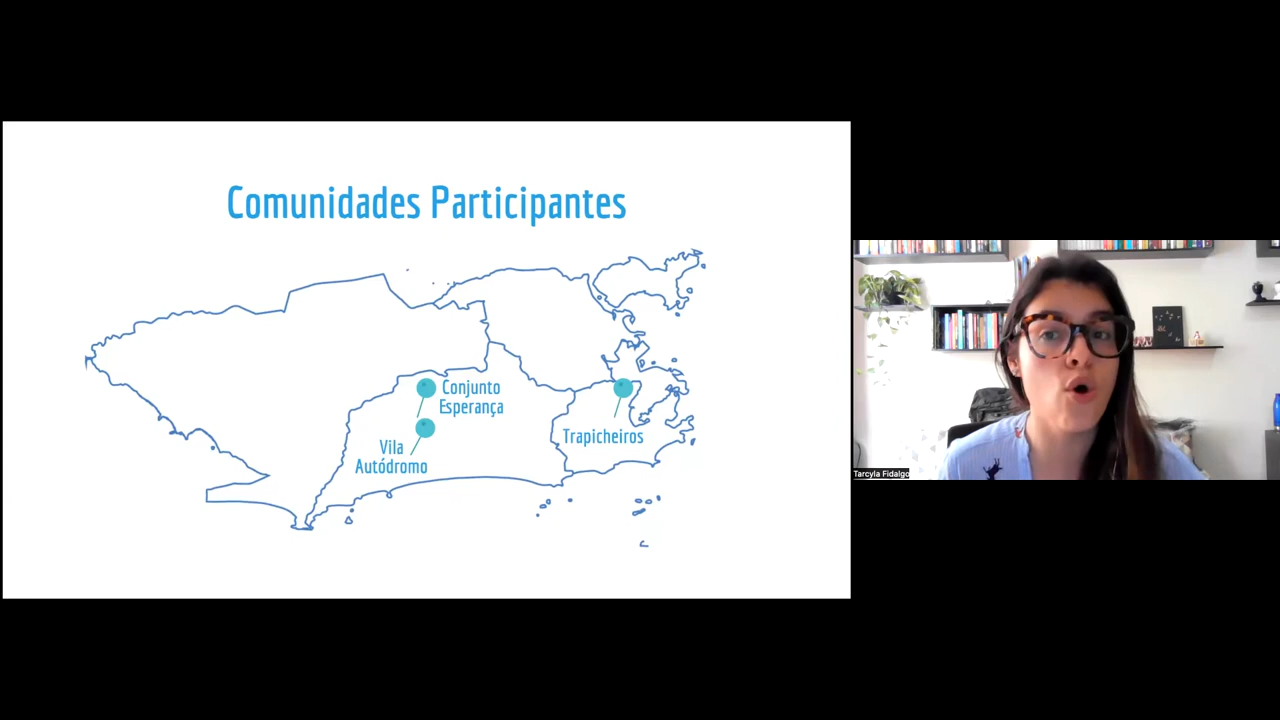 Comunidades Participantes
Conjunto
Esperança
Vila
Autódromo
Trapicheiros
Tarcyla Fidalgo